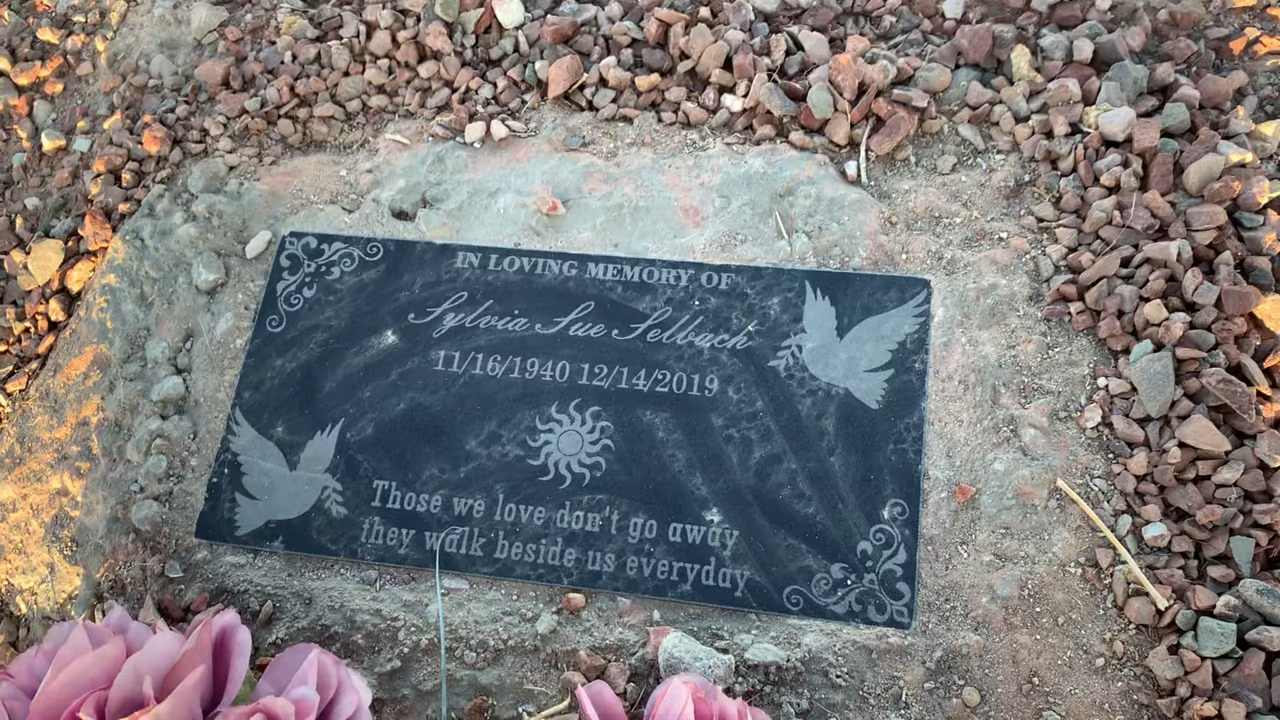 IN LOVING MEMORY OF
Sylvia Sue Selbach
11/16/1940 12/14/2019
Those we love don't go away
they walk beside us everyday